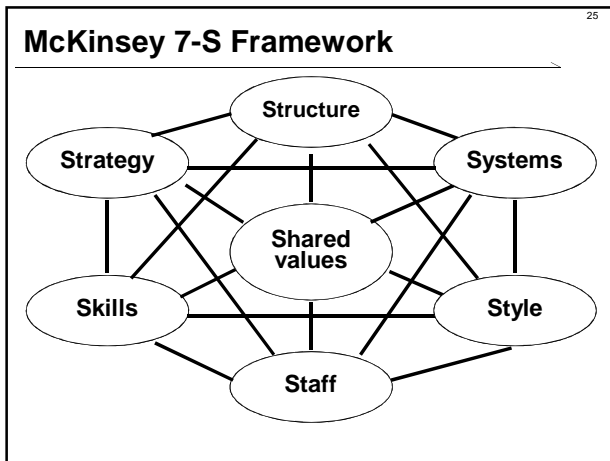 25
McKinsey 7-S Framework
Structure
Strategy
Systems
Shared
values
Skills
Style
Staff